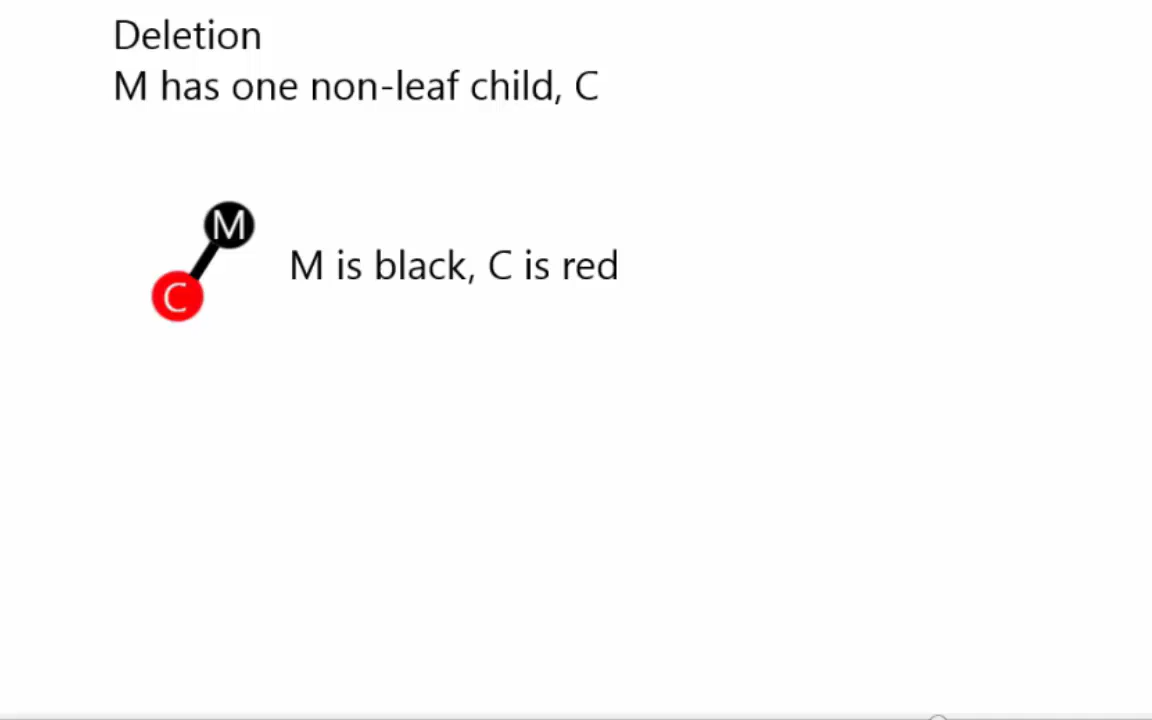 Deletion
M has one non-leaf child, C
M
M is black, C is red
C